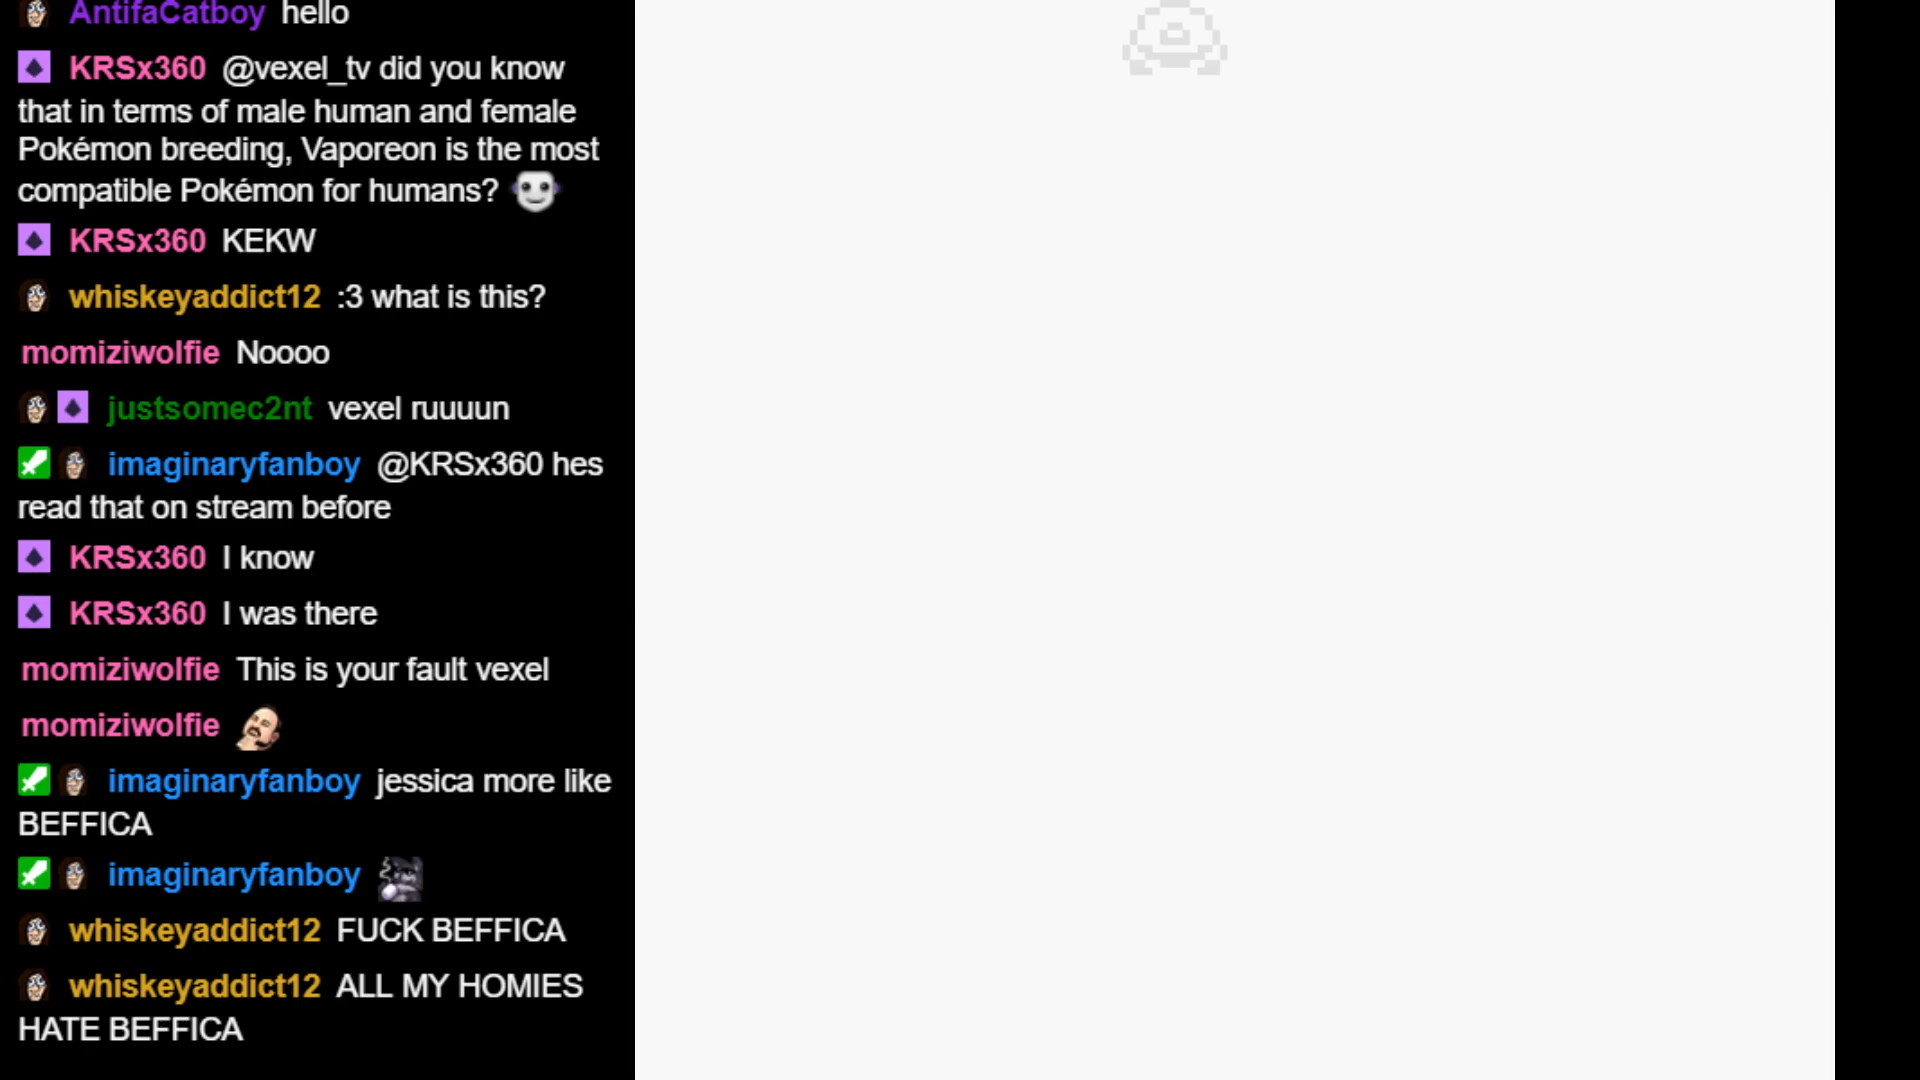 AntifaCatboy hello
KRSx360 @vexel_tv did you know
that in terms of male human and female
Pokémon breeding, Vaporeon is the most
compatible Pokémon for humans?
KRSx360 KEKW
whiskeyaddict12 :3 what is this?
momiziwolfie Noooo
justsomec2nt vexel ruuuun
imaginaryfanboy @KRSx360 hes
read that on stream before
KRSx360 I know
KRSx360 I was there
momiziwolfie This is your fault vexel
momiziwolfie
imaginaryfanboy jessica more like
BEFFICA
imaginaryfanboy
whiskeyaddict12 FUCK BEFFICA
whiskeyaddict12 ALL MY HOMIES
HATE BEFFICA